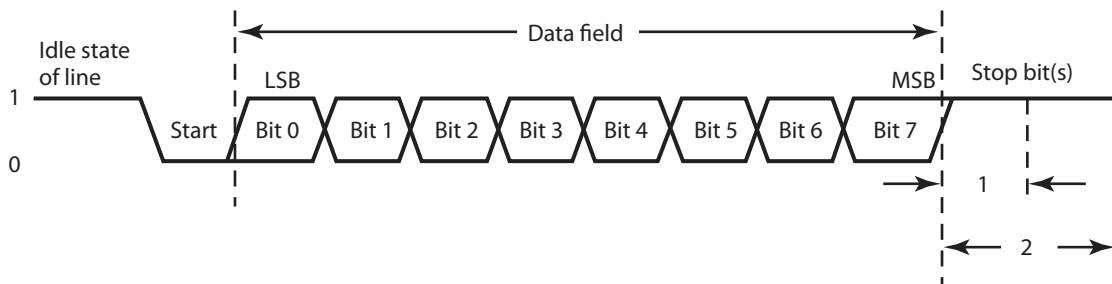 Data field
Idle state
of line
LSB
MSB
Stop bit(s)
1
Start
Bit 0
Bit 1
Bit 2
Bit 3
Bit 4
Bit 5
Bit 6
Bit 7
0
1
2